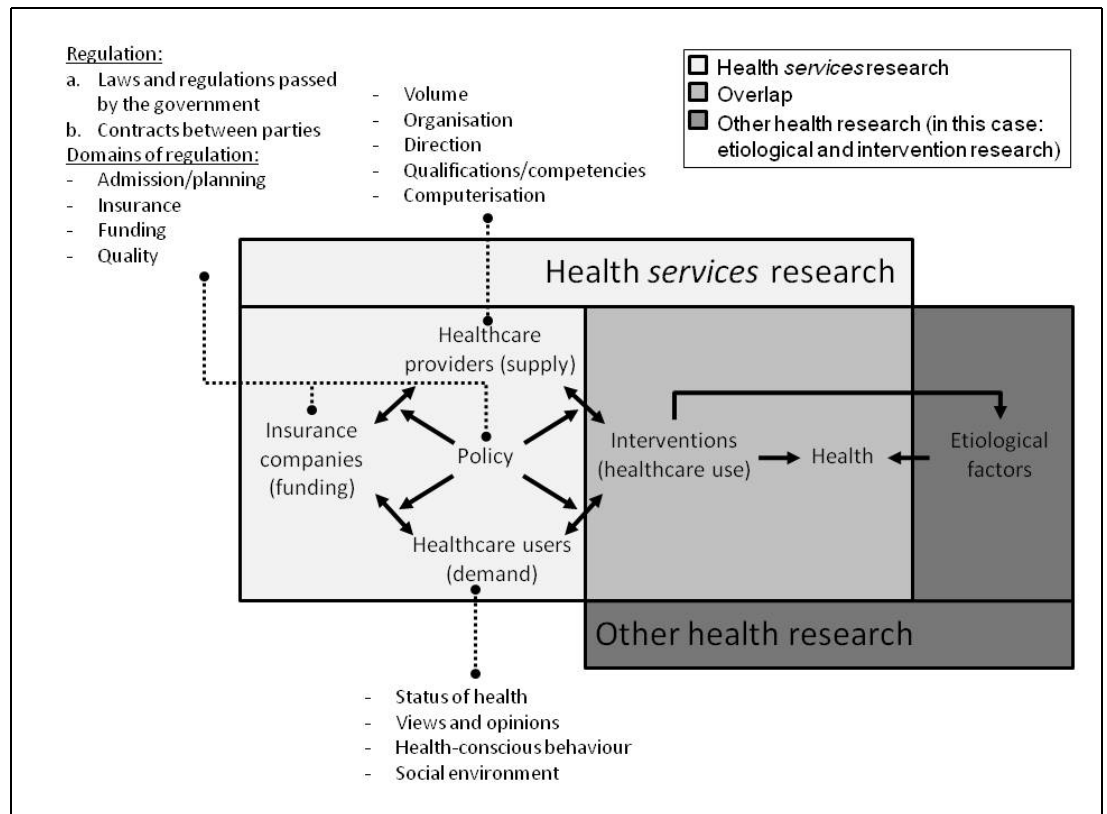 Regulation:
a. Laws and regulations passed
by the government
b. Contracts between parties
Domains of regulation:
- Admission/planning
- Insurance
- Funding
- Quality
- Volume
- Organisation
- Direction
- Qualifications/competencies
- Computerisation
Health services research
Overlap
Other health research (in this case:
etiological and intervention research)
Health services research
Healthcare
providers (supply)
Insurance
companies
(funding)
Policy
Interventions
(healthcare use)
Health
Etiological
factors
Healthcare users
(demand)
Other health research
- Status of health
- Views and opinions
- Health-conscious behaviour
- Social environment